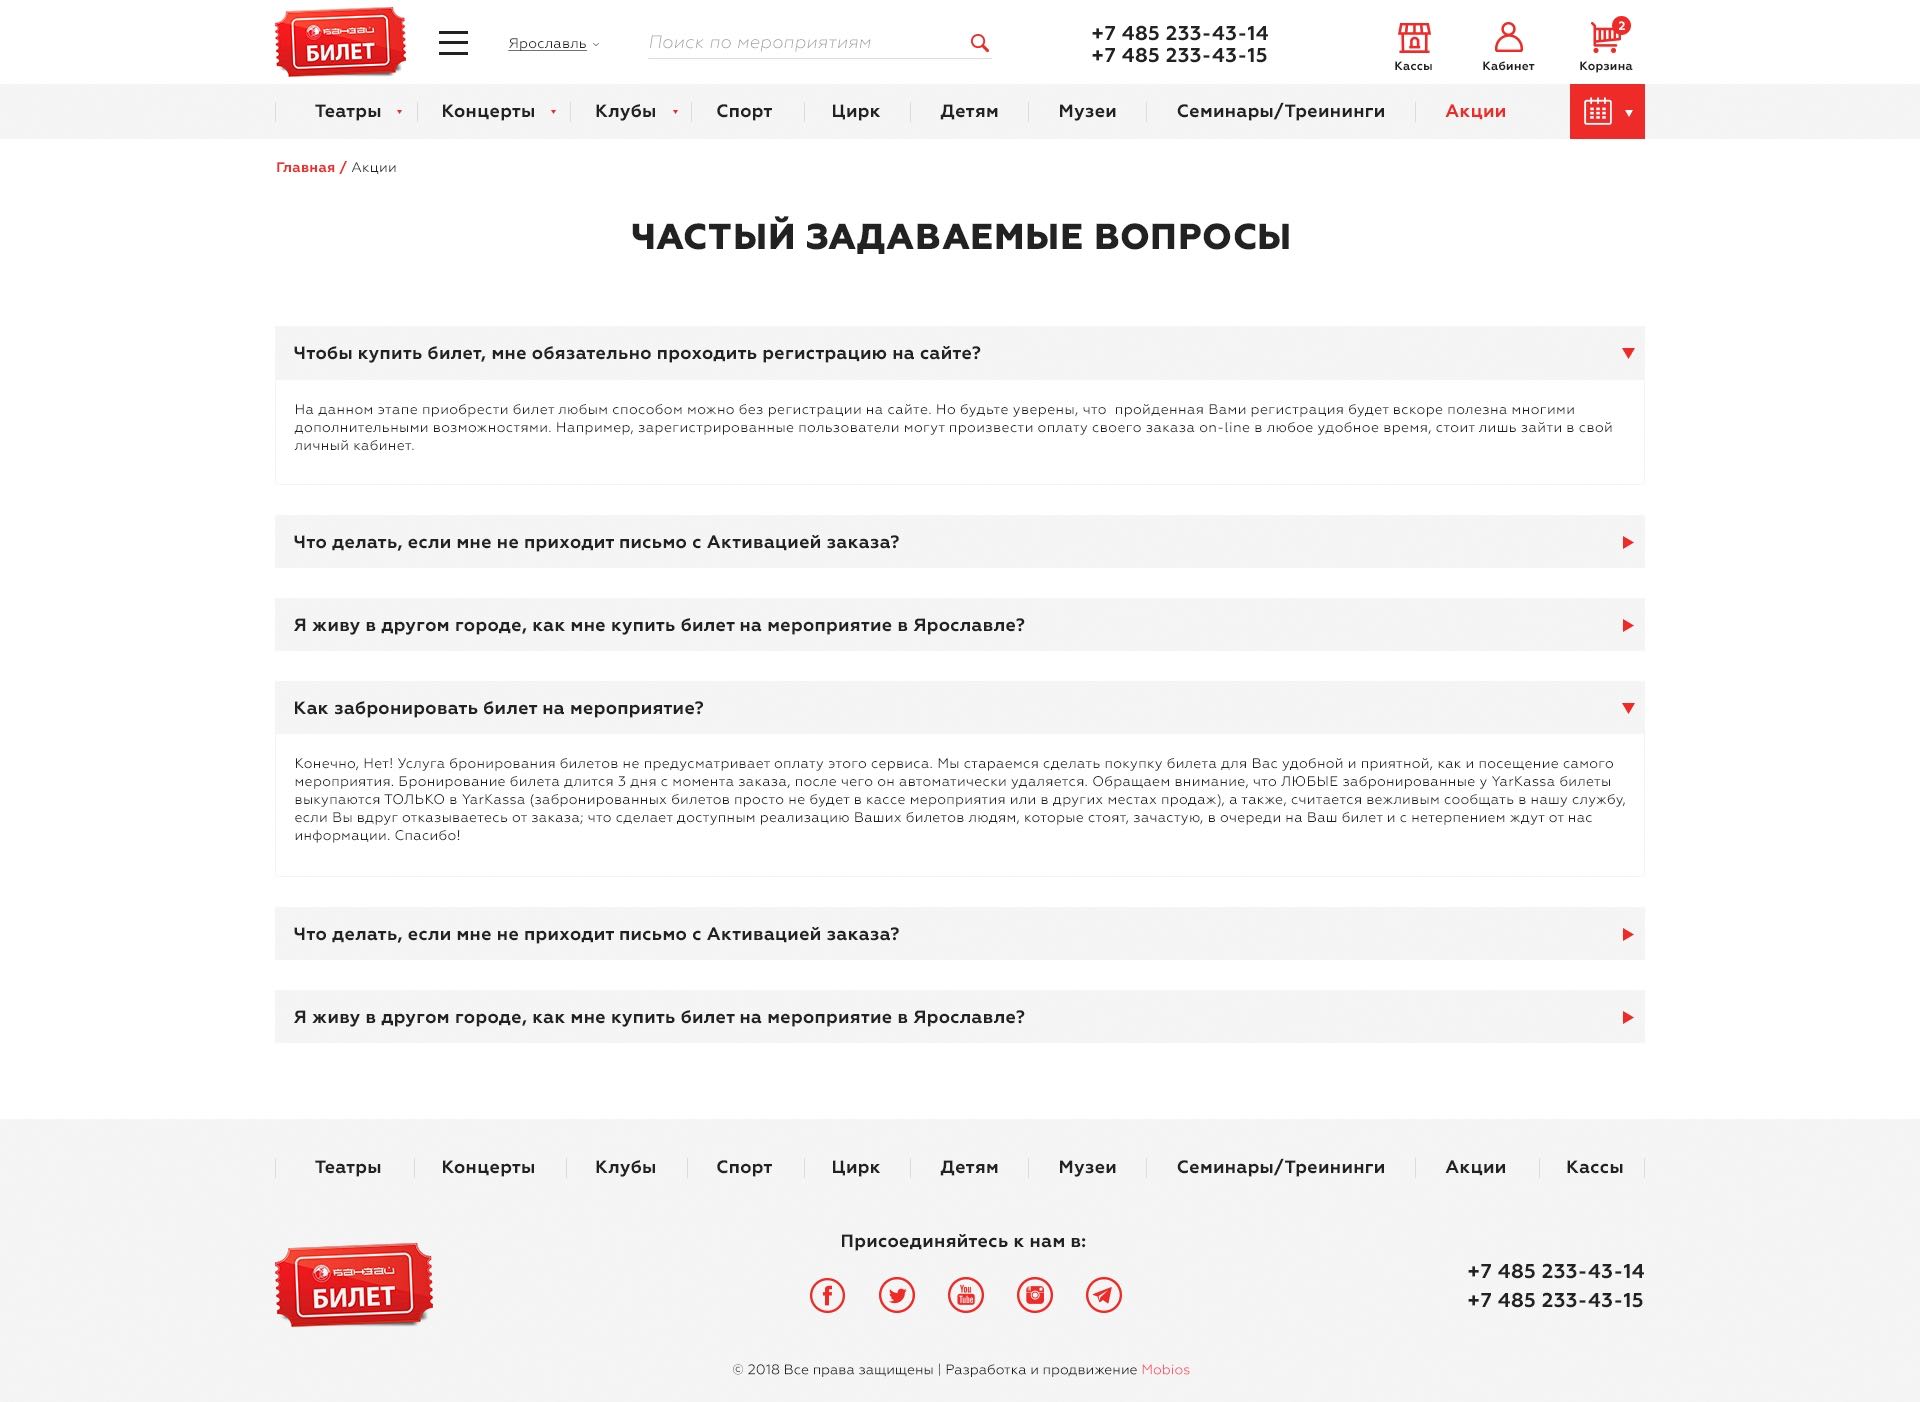 БАНЗАЙ
БИЛЕТ
Ярославль
Поиск по мероприятиям
+7 485 233-43-14
+7 485 233-43-15
Кассы
Кабинет
2
Корзина
Театры
Концерты
Клубы
Спорт
Цирк
Детям
Музеи
Семинары/Треининги
Акции
Главная / Акции
ЧАСТЫЙ ЗАДАВАЕМЫЕ ВОПРОСЫ
Чтобы купить билет, мне обязательно проходить регистрацию на сайте?
На данном этапе приобрести билет любым способом можно без регистрации на сайте. Но будьте уверены, что  пройденная Вами регистрация будет вскоре полезна многими
дополнительными возможностями. Например, зарегистрированные пользователи могут произвести оплату своего заказа on-line в любое удобное время, стоит лишь зайти в свой
личный кабинет.
Что делать, если мне не приходит письмо с Активацией заказа?
Я живу в другом городе, как мне купить билет на мероприятие в Ярославле?
Как забронировать билет на мероприятие?
Конечно, Нет! Услуга бронирования билетов не предусматривает оплату этого сервиса. Мы стараемся сделать покупку билета для Вас удобной и приятной, как и посещение самого
мероприятия. Бронирование билета длится 3 дня с момента заказа, после чего он автоматически удаляется. Обращаем внимание, что ЛЮБЫЕ забронированные у YarKassa билеты
выкупаются ТОЛЬКО в YarKassa (забронированных билетов просто не будет в кассе мероприятия или в других местах продаж), а также, считается вежливым сообщать в нашу службу,
если Вы вдруг отказываетесь от заказа; что сделает доступным реализацию Ваших билетов людям, которые стоят, зачастую, в очереди на Ваш билет и с нетерпением ждут от нас
информации. Спасибо!
Что делать, если мне не приходит письмо с Активацией заказа?
Я живу в другом городе, как мне купить билет на мероприятие в Ярославле?
Театры
Концерты
Клубы
Спорт
Цирк
Детям
Музеи
Семинары/Треининги
Акции
Кассы
БАНЗАЙ
БИЛЕТ
Присоединяйтесь к нам в:
You
Tube
+7 485 233-43-14
+7 485 233-43-15
© 2018 Все права защищены | Разработка и продвижение Mobios